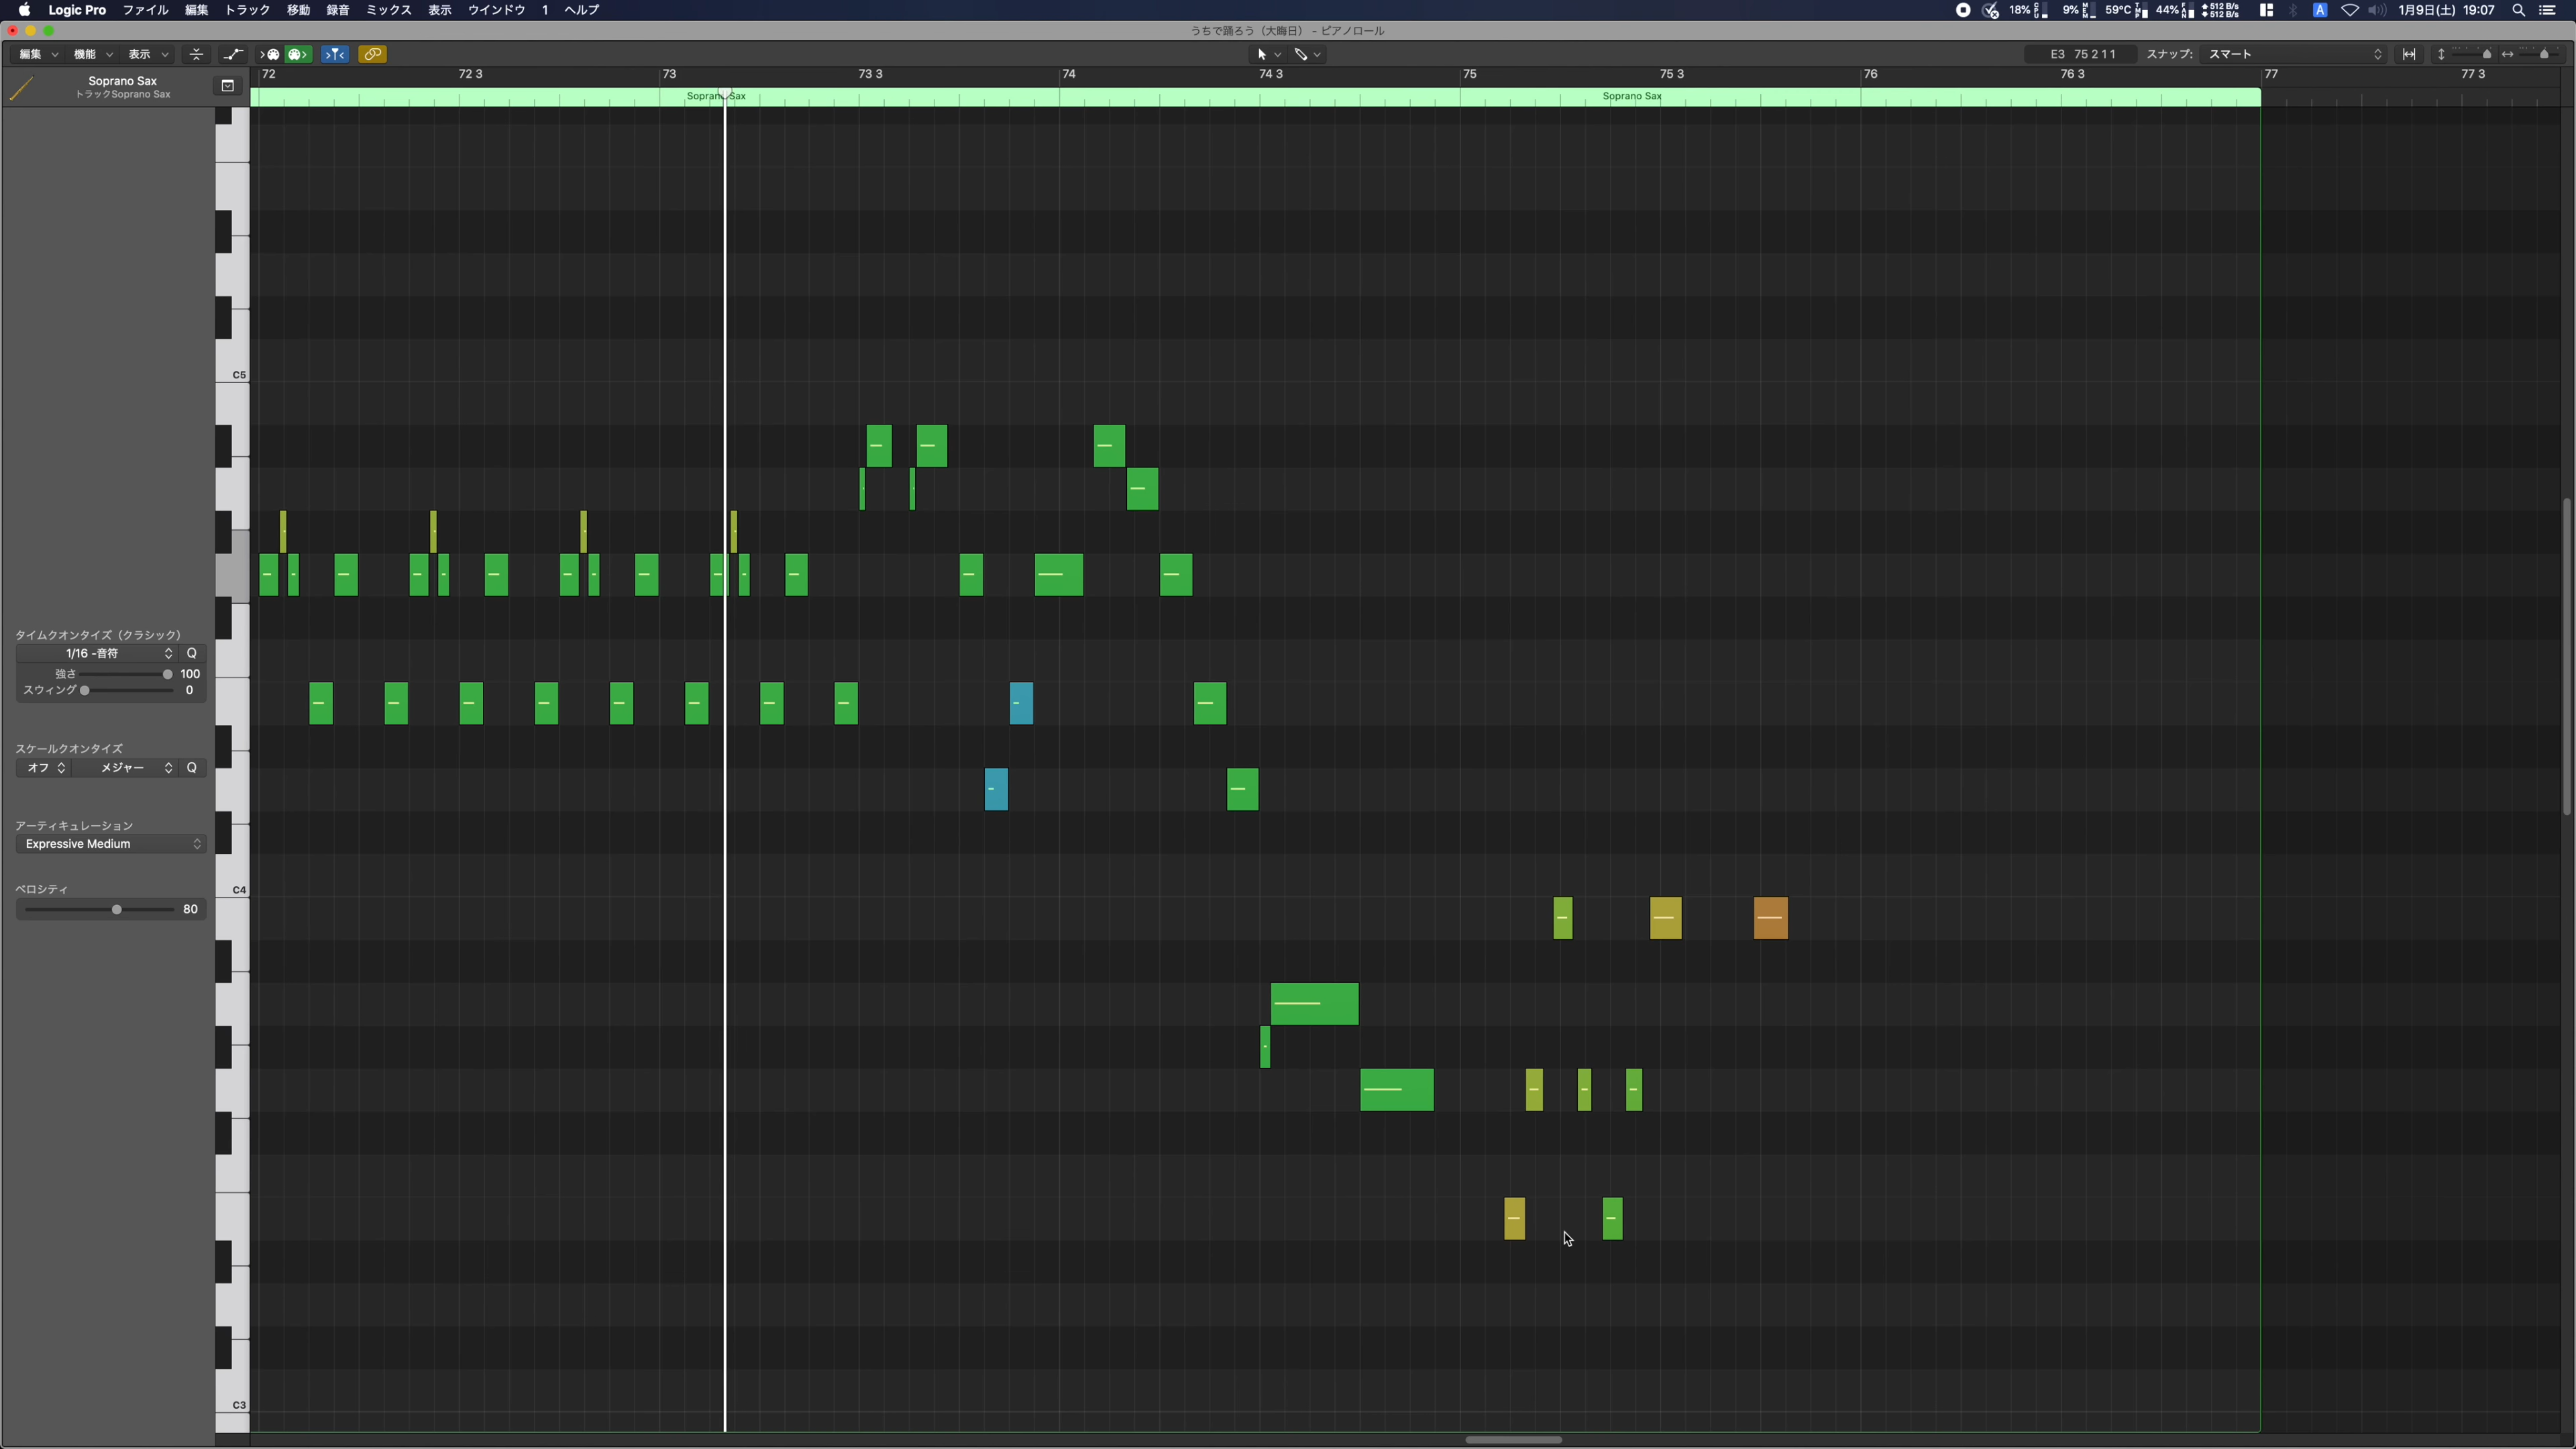 Logic Pro ファイル 編集 トラック 移動 録音 ミックス 表示 ウインドウ 1 ヘルプ
18% 9% 59°C 44% 512 B/s 512 B/s A 1月9日(土) 19:07
うちで踊ろう（大晦日） - ピアノロール
編集 機能 表示
E3 75 2 1 1 スナップ: スマート
Soprano Sax
トラックSoprano Sax
72 72 3 73 73 3 74 74 3 75 75 3 76 76 3 77 77 3
Soprano Sax Soprano Sax
C5
タイムクオンタイズ（クラシック）
1/16 -音符 Q
強さ 100
スウィング 0
スケールクオンタイズ
オフ メジャー Q
アーティキュレーション
Expressive Medium
ベロシティ
80
C4
C3